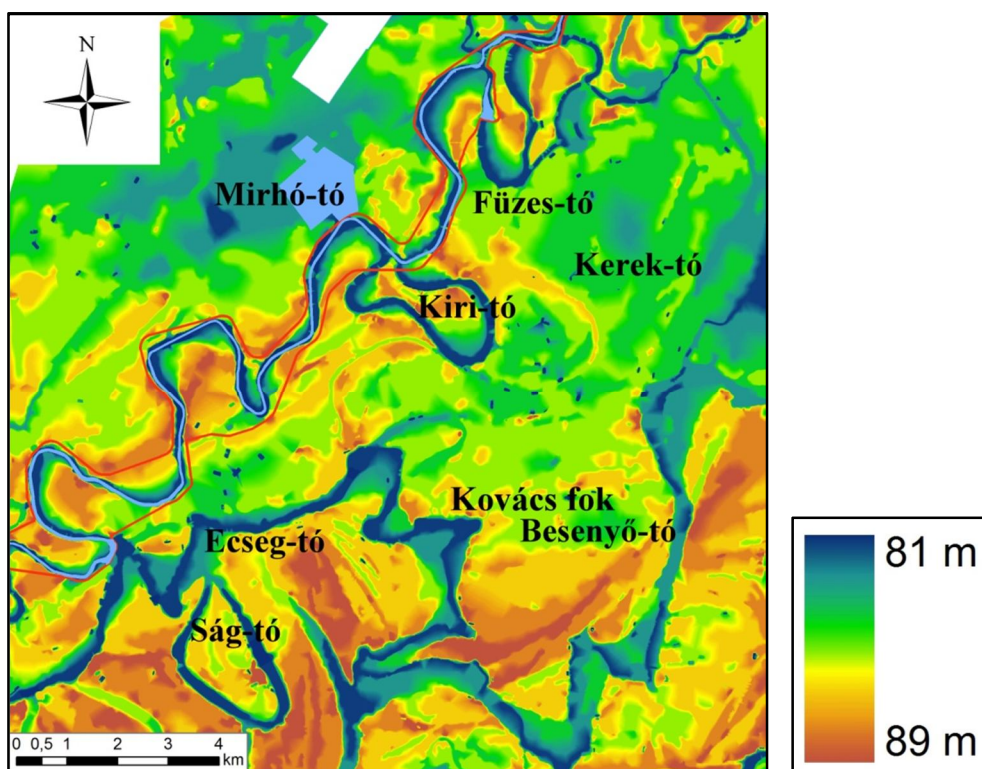 N
Mirhó-tó
Füzes-tó
Kerek-tó
Kiri-tó
Kovács fok
Besenyő-tó
Ecseg-tó
Ság-tó
0 0,5 1 2 3 4
km
81 m
89 m